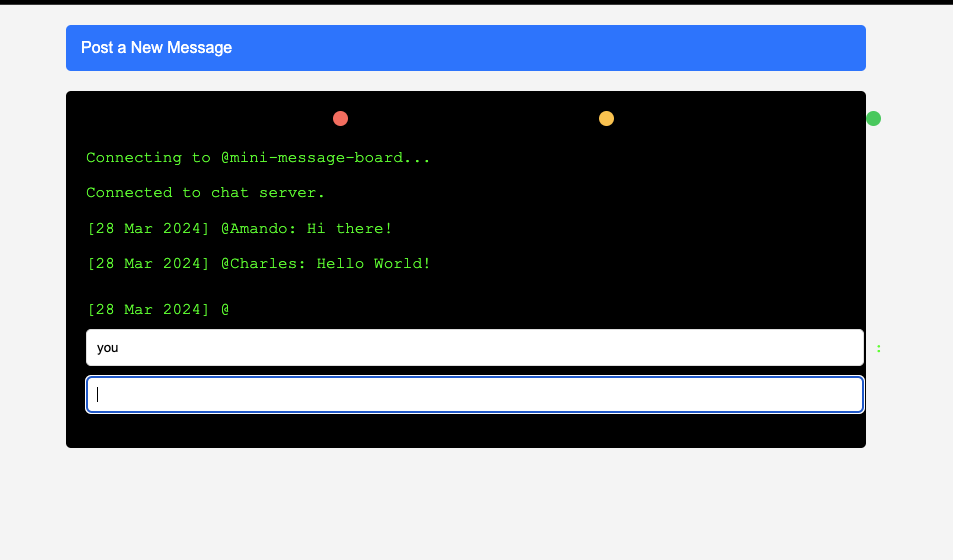 Post a New Message
Connecting to @mini-message-board...
Connected to chat server.
[28 Mar 2024] @Amando: Hi there!
[28 Mar 2024] @Charles: Hello World!
[28 Mar 2024] @
you :